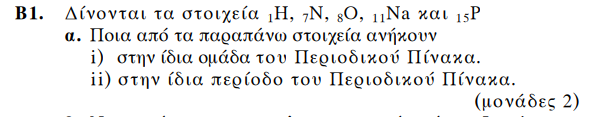 B1. Δίνονται τα στοιχεία ₁H, ₇N, ₈O, ₁₁Na και ₁₅P
α. Ποια από τα παραπάνω στοιχεία ανήκουν
i) στην ίδια ομάδα του Περιοδικού Πίνακα.
ii) στην ίδια περίοδο του Περιοδικού Πίνακα.
(μονάδες 2)